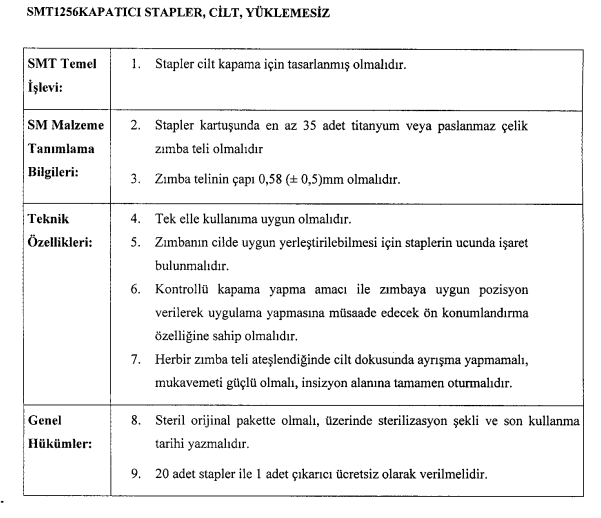 SMT1256KAPATICI STAPLER, CİLT, YÜKLEMESİZ
SMT Temel
İşlevi:
1. Stapler cilt kapama için tasarlanmış olmalıdır.
SM Malzeme
Tanımlama
Bilgileri:
2. Stapler kartuşunda en az 35 adet titanyum veya paslanmaz çelik
zımba teli olmalıdır
3. Zımba telinin çapı 0,58 (± 0,5)mm olmalıdır.
Teknik
Özellikleri:
4. Tek elle kullanıma uygun olmalıdır.
5. Zımbanın cilde uygun yerleştirilebilmesi için staplerin ucunda işaret
bulunmalıdır.
6. Kontrollü kapama yapma amacı ile zımbaya uygun pozisyon
verilerek uygulama yapmasına müsaade edecek ön konumlandırma
özelliğine sahip olmalıdır.
7. Herbir zımba teli ateşlendiğinde cilt dokusunda ayrışma yapmamalı,
mukavemeti güçlü olmalı, insizyon alanına tamamen oturmalıdır.
Genel
Hükümler:
8. Steril orijinal pakette olmalı, üzerinde sterilizasyon şekli ve son kullanma
tarihi yazmalıdır.
9. 20 adet stapler ile 1 adet çıkarıcı ücretsiz olarak verilmelidir.